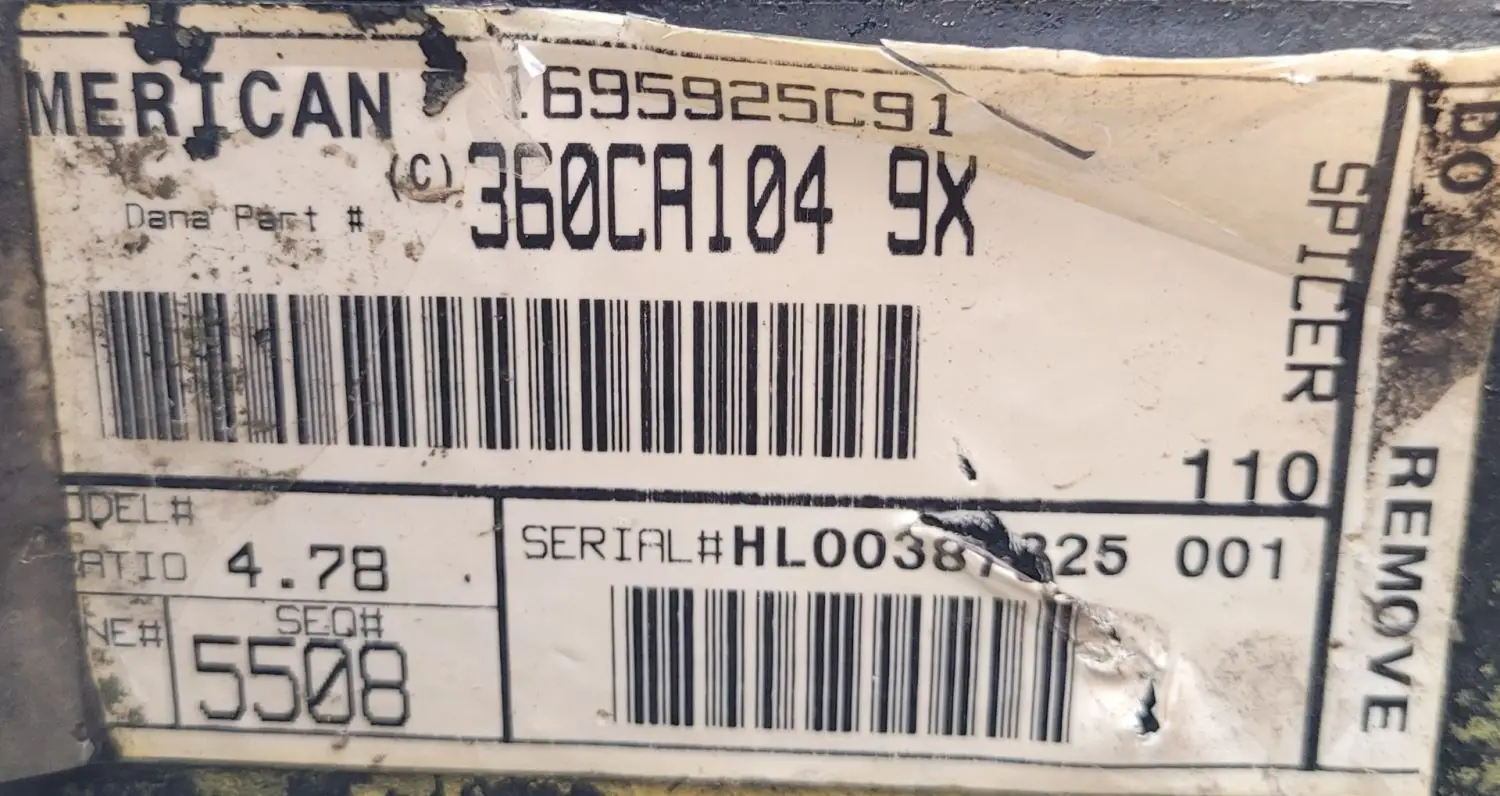 MERICAN
1695925C91
(C) 360CA104 9X
Dana Part #
SPICER
DO NO
REMOVE
110
ODEL#
ATIO 4.78
SERIAL# 001
NE#
SEQ#
5508